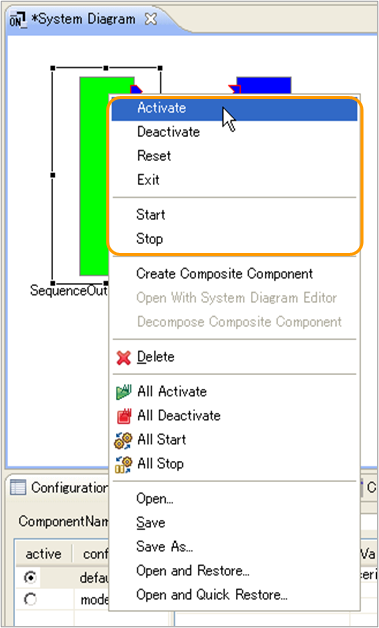 ON *System Diagram
Activate
Deactivate
Reset
Exit
Start
Stop
Create Composite Component
SequenceOut
Open With System Diagram Editor
Decompose Composite Component
Delete
All Activate
All Deactivate
All Start
All Stop
Configuration
Open...
ComponentNam
Save
Save As...
active
conf
Va
Open and Restore...
defau
mode
Open and Quick Restore...